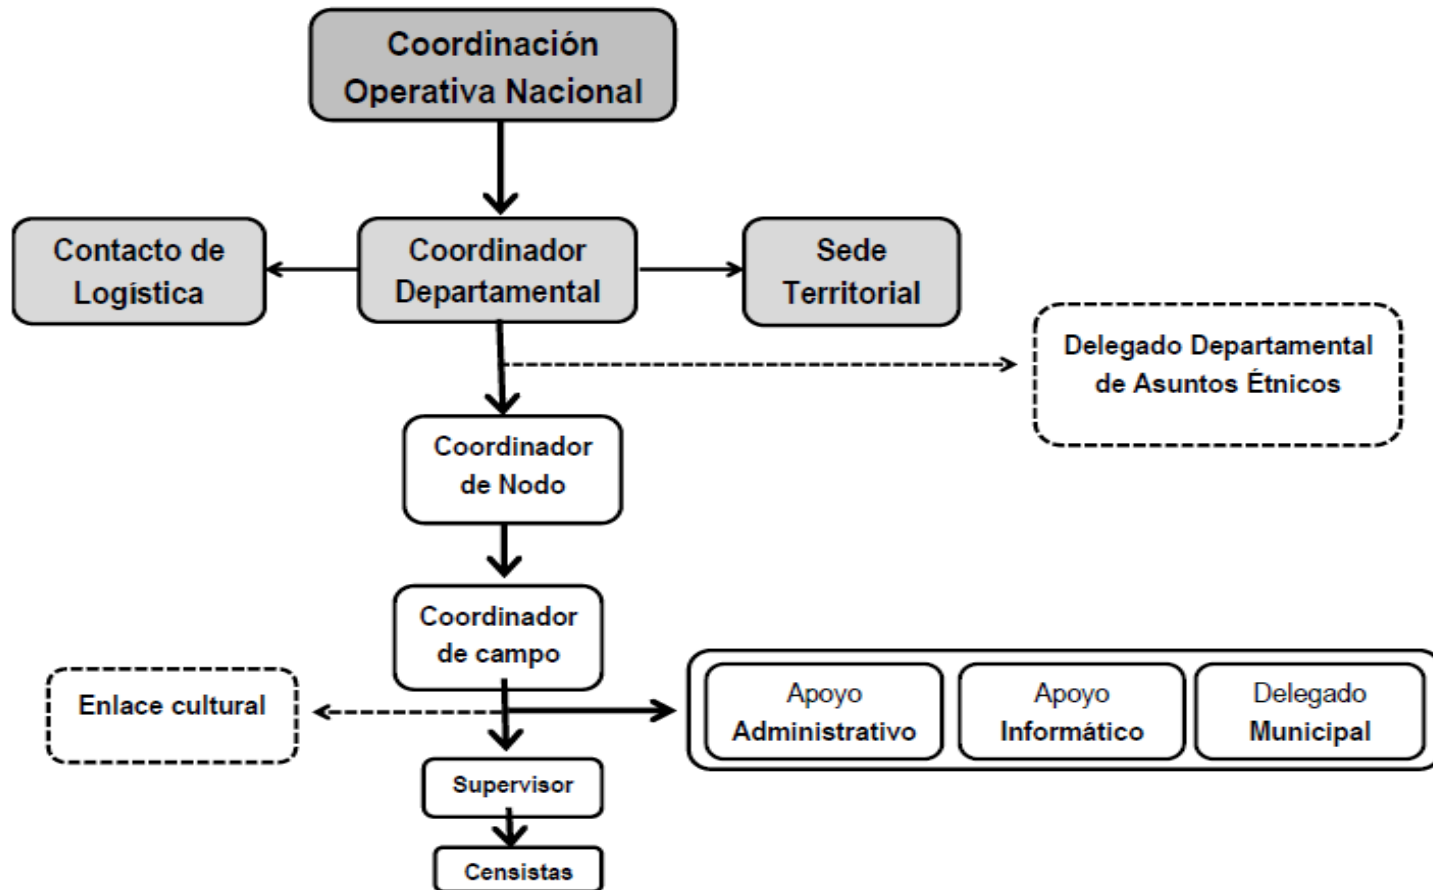 Coordinación
Operativa Nacional
Contacto de
Logística
Coordinador
Departamental
Sede
Territorial
Delegado Departamental
de Asuntos Étnicos
Coordinador
de Nodo
Coordinador
de campo
Enlace cultural
Apoyo
Administrativo
Apoyo
Informático
Delegado
Municipal
Supervisor
Censistas